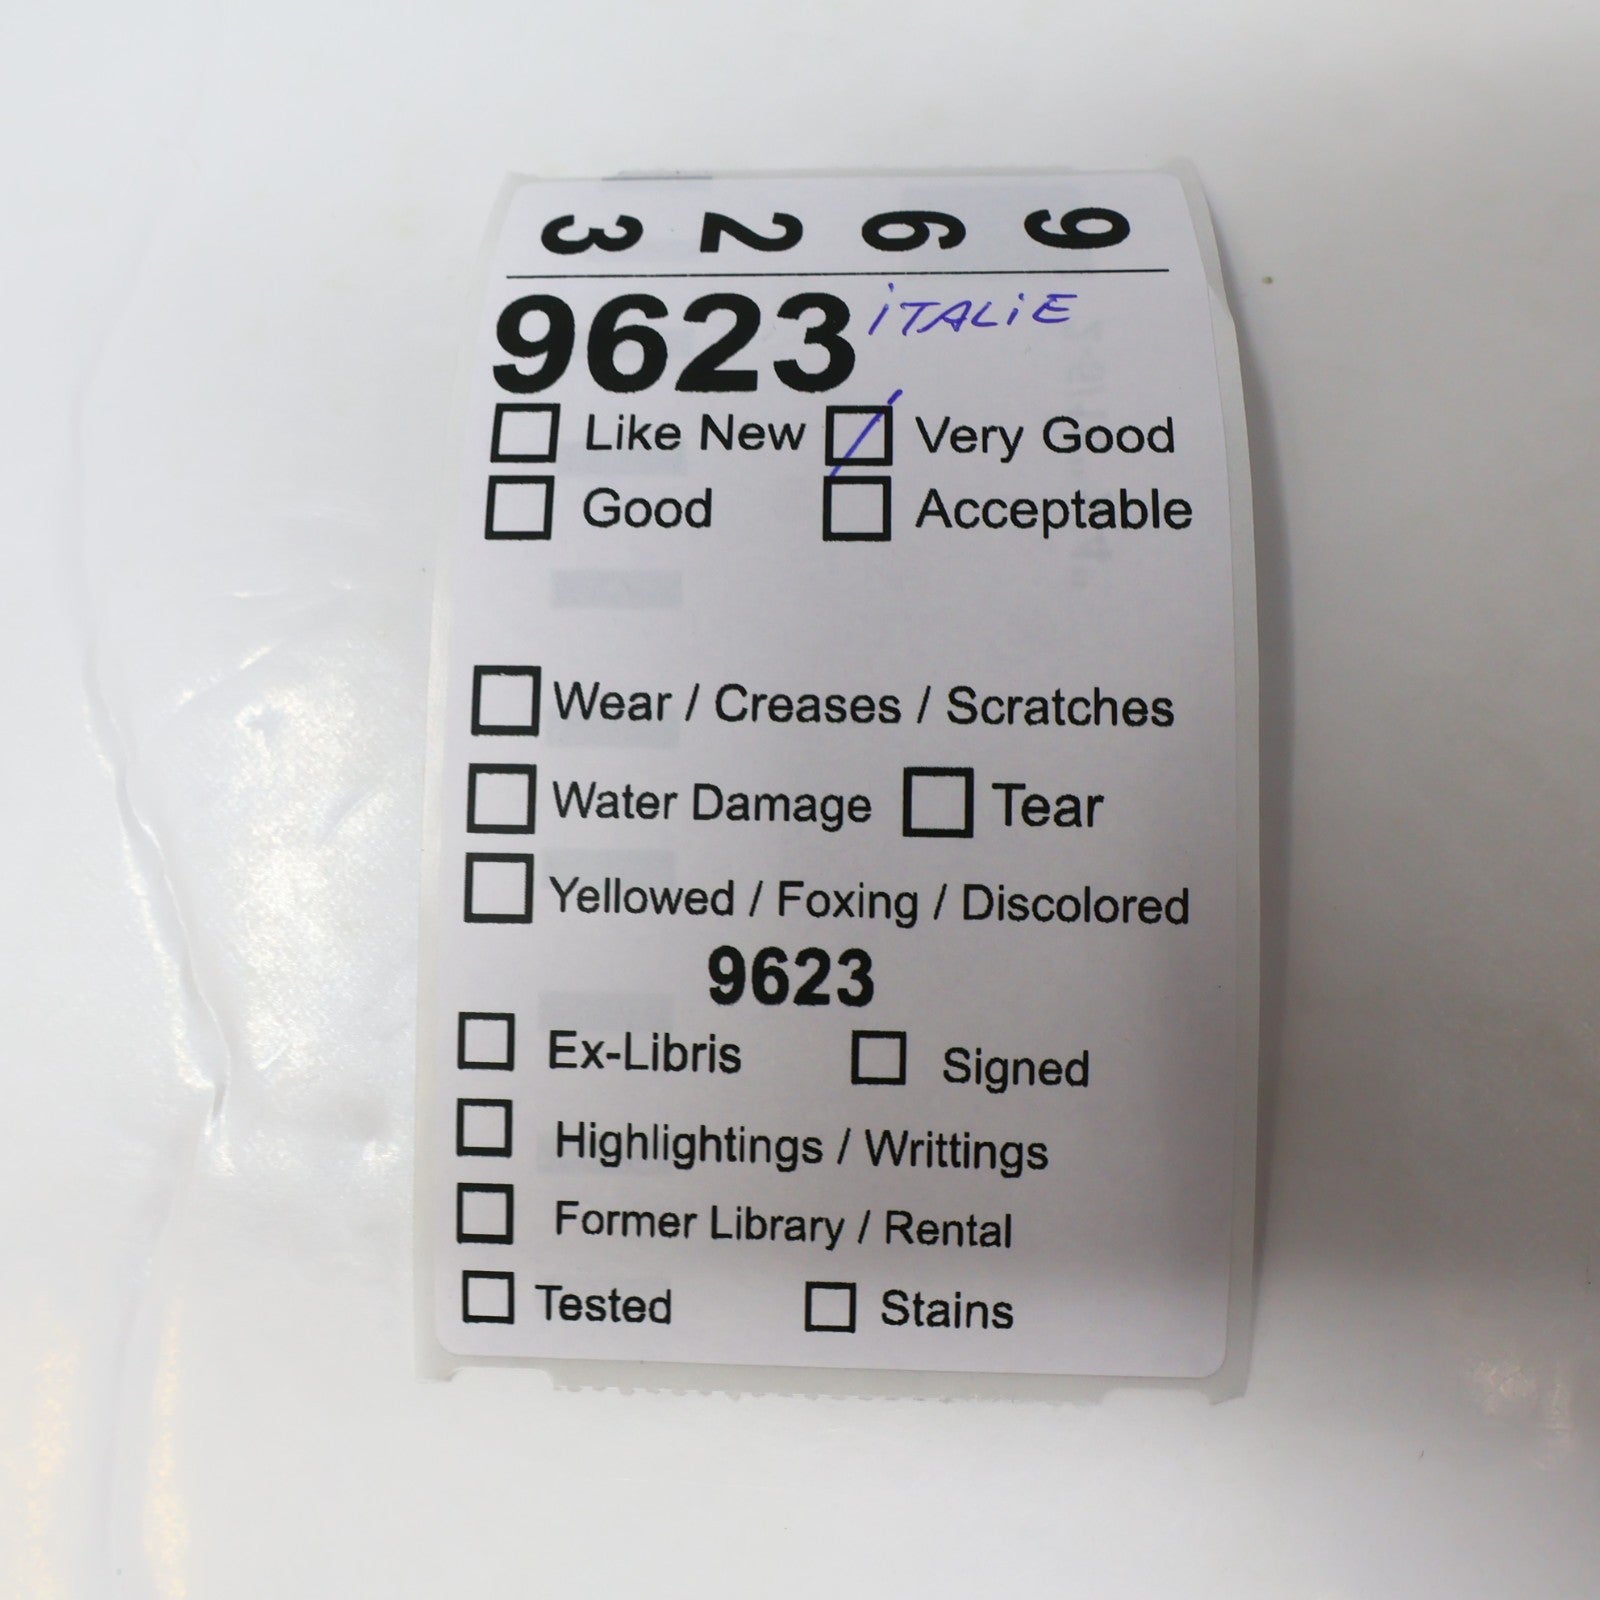 9 6 2 3
9623 iTALiE
Like New Very Good
Good Acceptable
Wear / Creases / Scratches
Water Damage Tear
Yellowed / Foxing / Discolored
9623
Ex-Libris Signed
Highlightings / Writtings
Former Library / Rental
Tested Stains